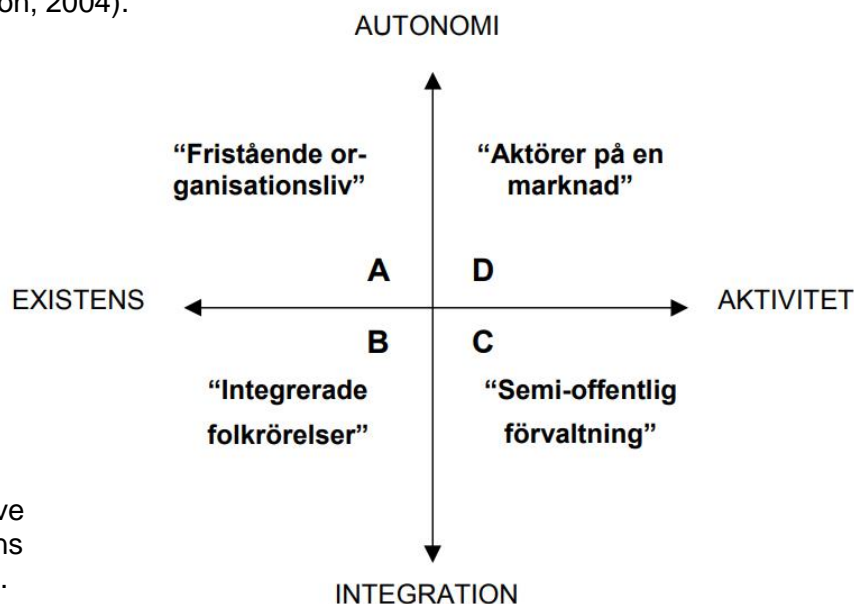 on, 2004).
AUTONOMI
“Fristående or-
ganisationsliv”
“Aktörer på en
marknad”
A
D
EXISTENS
AKTIVITET
B
C
“Integrerade
folkrörelser”
“Semi-offentlig
förvaltning”
ve
ns
.
INTEGRATION